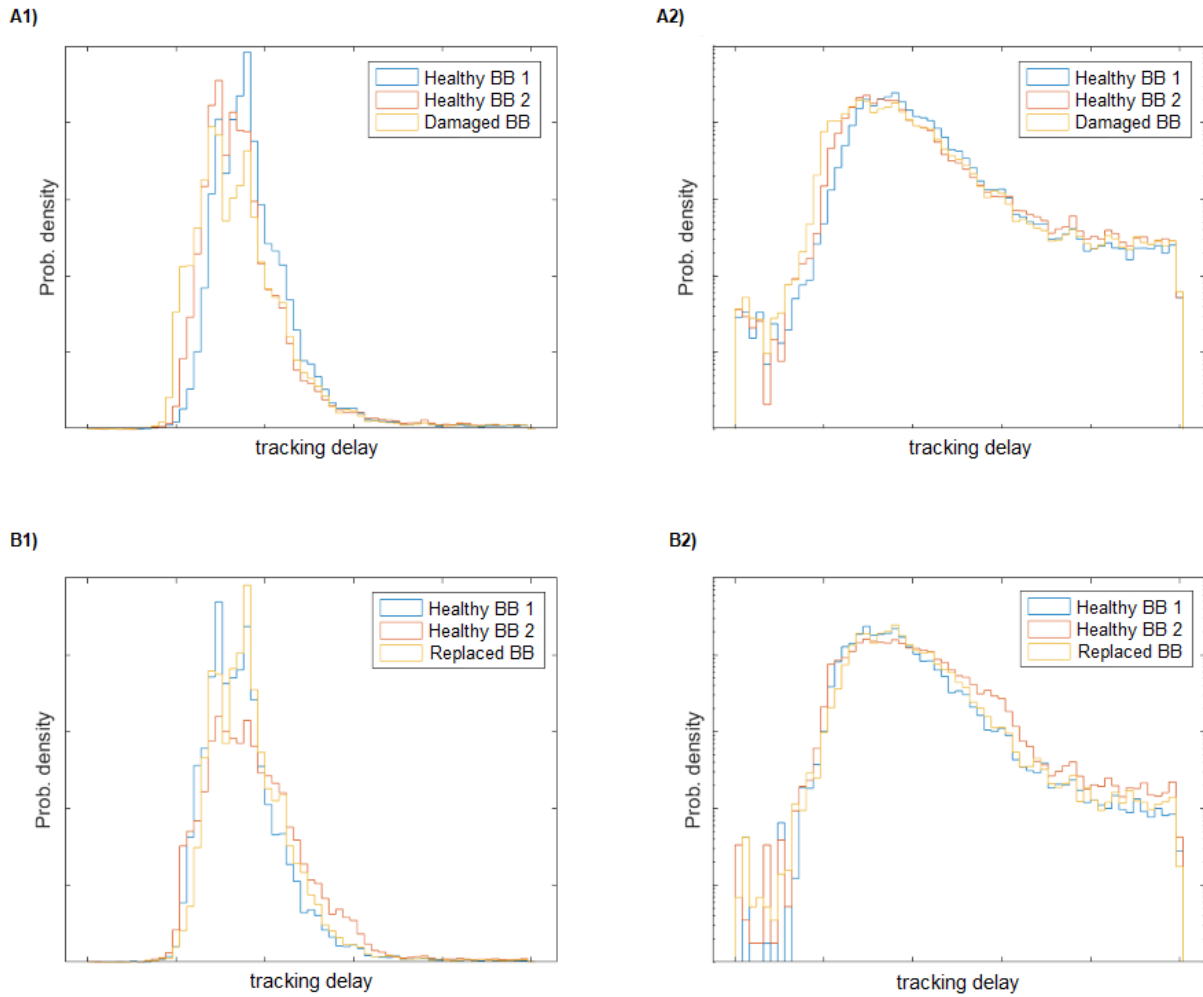 A1)
Healthy BB 1
Healthy BB 2
Damaged BB
Prob. density
tracking delay
A2)
Healthy BB 1
Healthy BB 2
Damaged BB
Prob. density
tracking delay
B1)
Healthy BB 1
Healthy BB 2
Replaced BB
Prob. density
tracking delay
B2)
Healthy BB 1
Healthy BB 2
Replaced BB
Prob. density
tracking delay